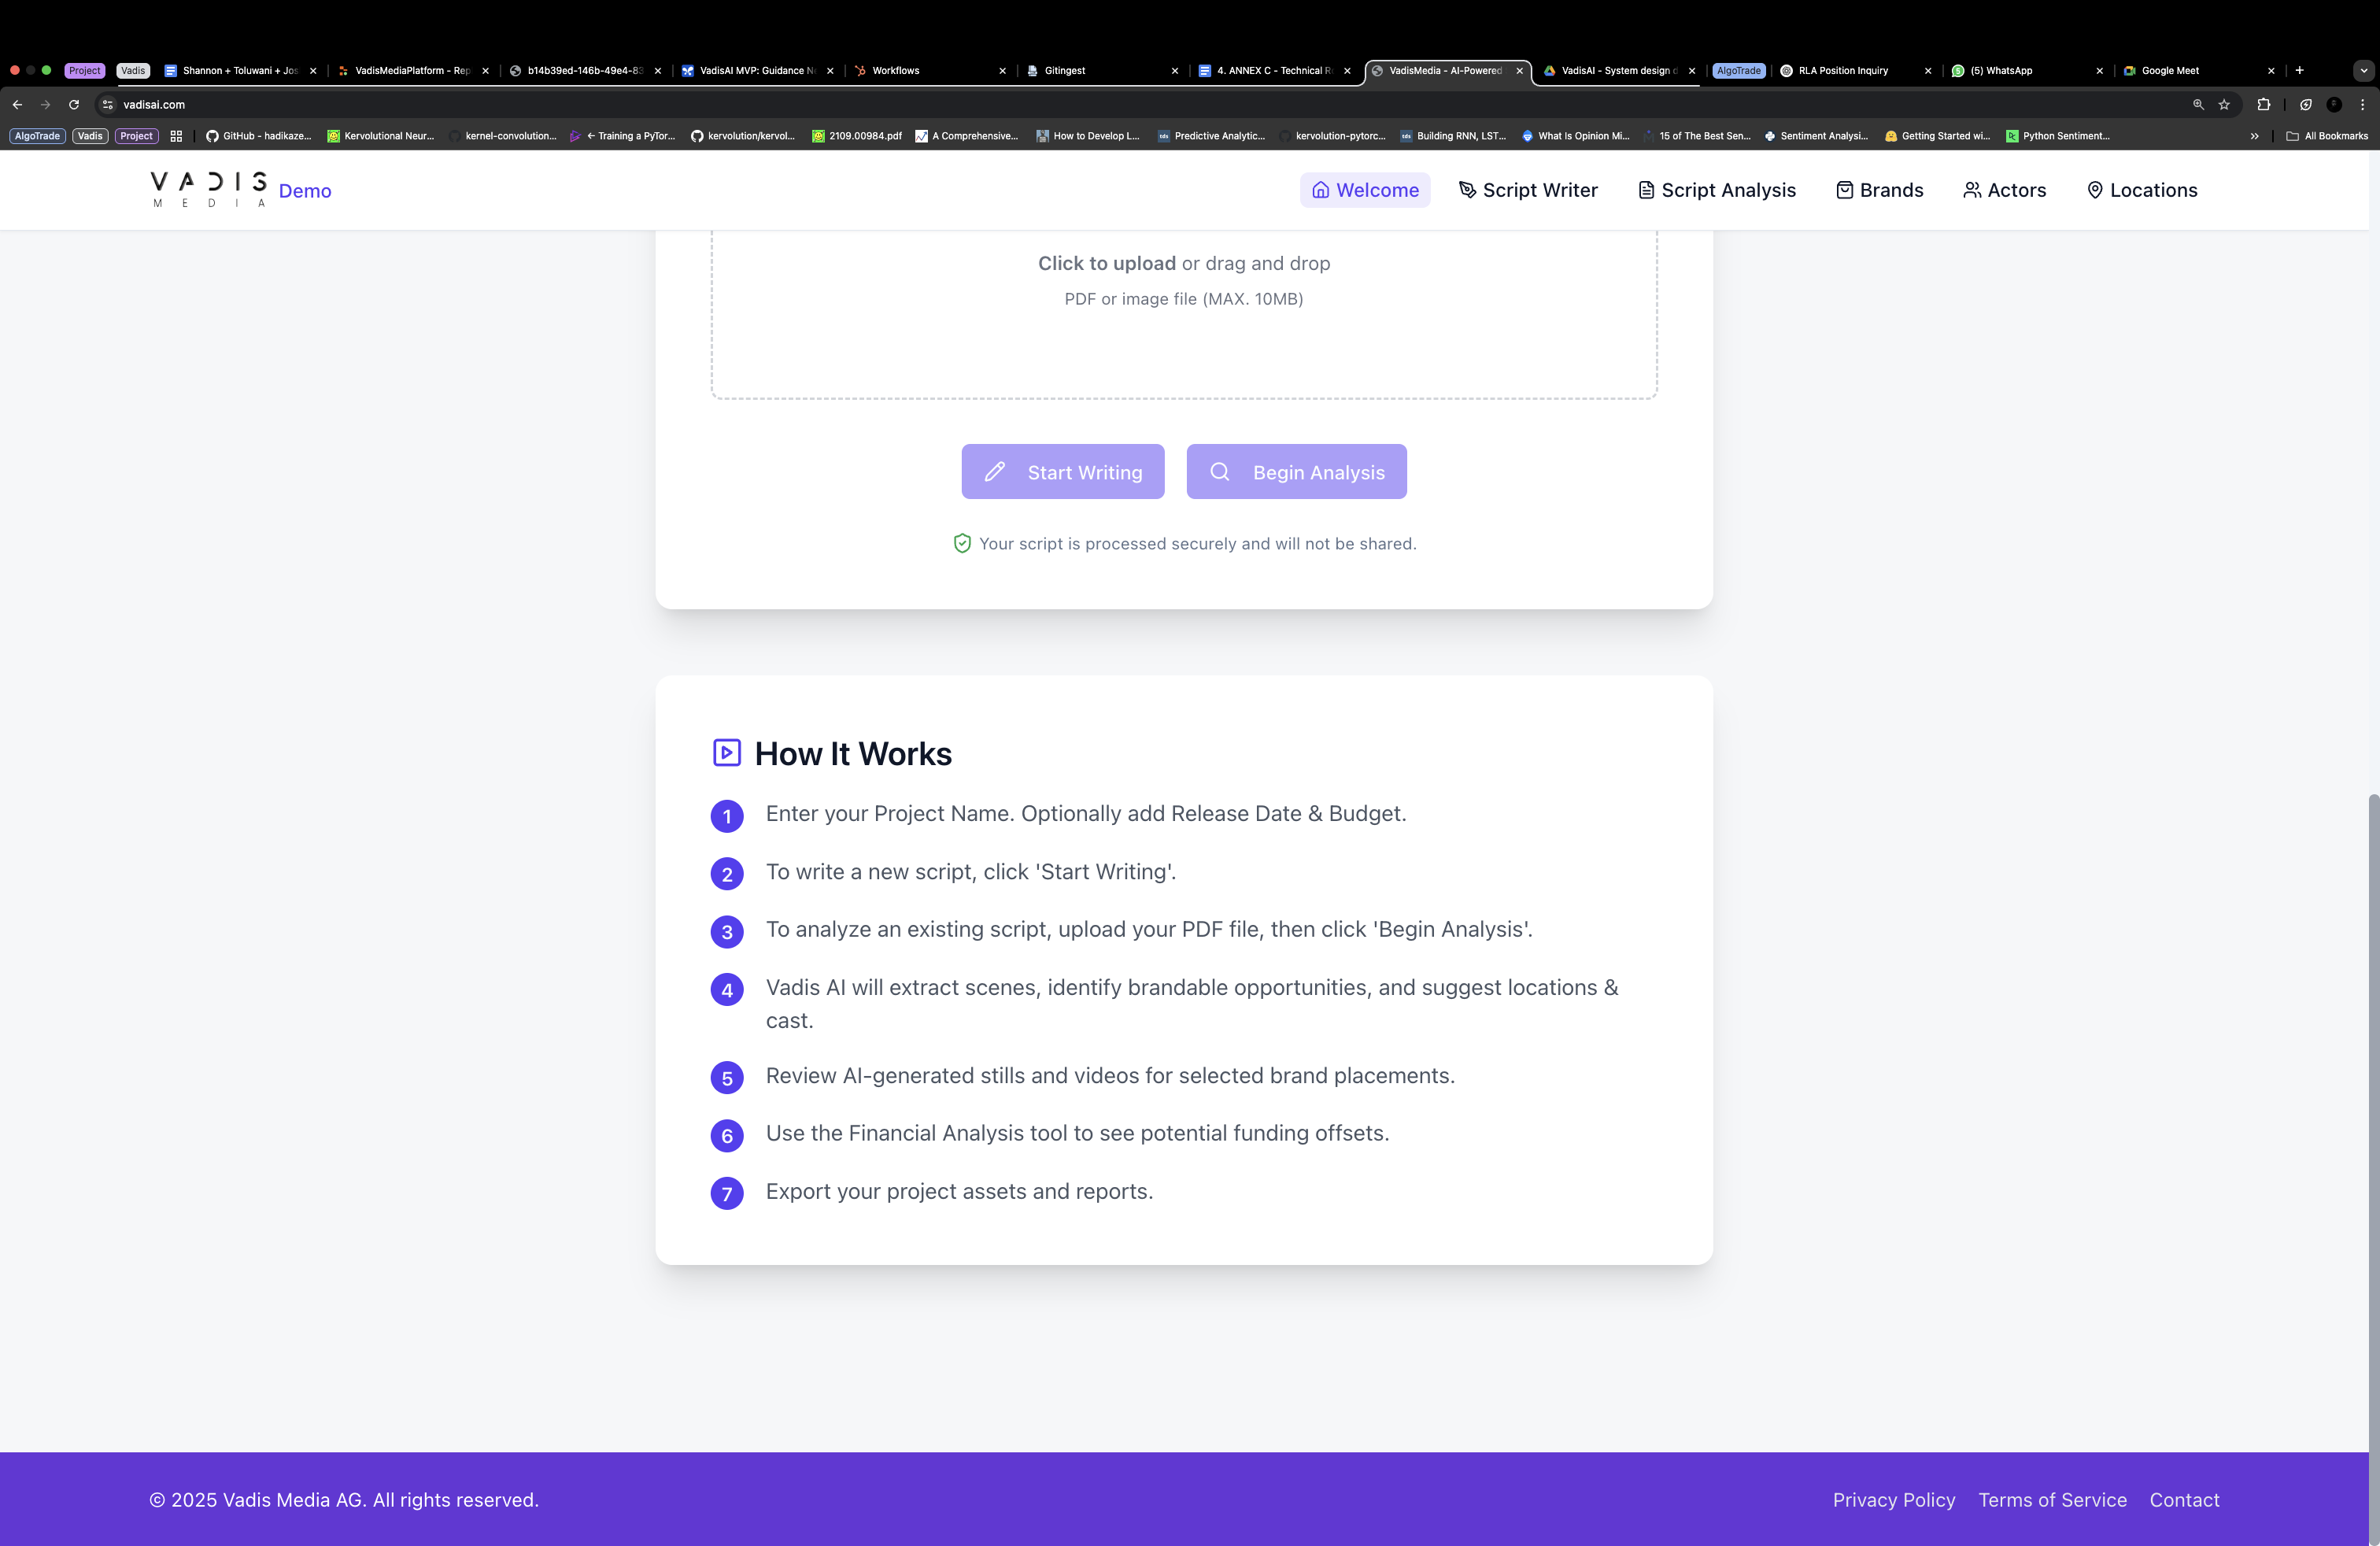 Project
Vadis
Shannon + Toluwani + Jos
VadisMediaPlatform - Rep
b14b39ed-146b-49e4-83
VadisAI MVP: Guidance N
Workflows
Gitingest
4. ANNEX C - Technical R
VadisMedia - AI-Powered
VadisAI - System design d
AlgoTrade
RLA Position Inquiry
(5) WhatsApp
Google Meet
vadisai.com
AlgoTrade
Vadis
Project
GitHub - hadikaze...
Kervolutional Neur...
kernel-convolution...
← Training a PyTor...
kervolution/kervol...
2109.00984.pdf
A Comprehensive...
How to Develop L...
Predictive Analytic...
kervolution-pytorc...
Building RNN, LST...
What Is Opinion Mi...
15 of The Best Sen...
Sentiment Analysi...
Getting Started wi...
Python Sentiment...
All Bookmarks
VADIS
MEDIA
Demo
Welcome
Script Writer
Script Analysis
Brands
Actors
Locations
Click to upload or drag and drop
PDF or image file (MAX. 10MB)
Start Writing
Begin Analysis
Your script is processed securely and will not be shared.
How It Works
1 Enter your Project Name. Optionally add Release Date & Budget.
2 To write a new script, click 'Start Writing'.
3 To analyze an existing script, upload your PDF file, then click 'Begin Analysis'.
4 Vadis AI will extract scenes, identify brandable opportunities, and suggest locations &
cast.
5 Review AI-generated stills and videos for selected brand placements.
6 Use the Financial Analysis tool to see potential funding offsets.
7 Export your project assets and reports.
© 2025 Vadis Media AG. All rights reserved.
Privacy Policy
Terms of Service
Contact